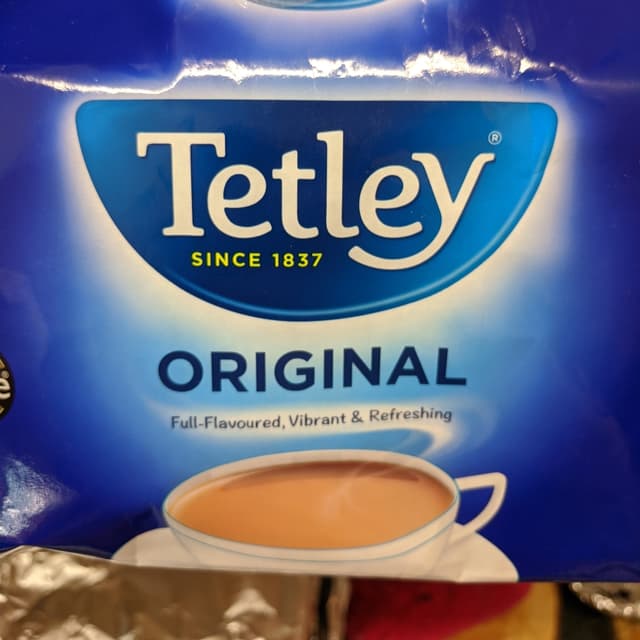 Tetley®
SINCE 1837
ORIGINAL
Full-Flavoured, Vibrant & Refreshing